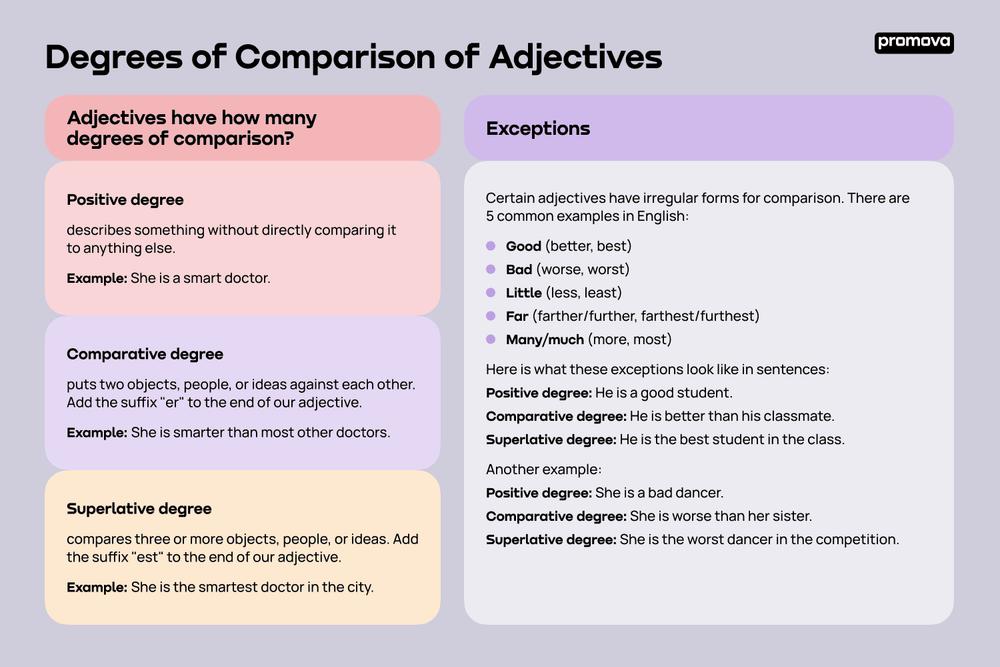 Degrees of Comparison of Adjectives
promova
Adjectives have how many
degrees of comparison?
Positive degree
describes something without directly comparing it
to anything else.
Example: She is a smart doctor.
Comparative degree
puts two objects, people, or ideas against each other.
Add the suffix "er" to the end of our adjective.
Example: She is smarter than most other doctors.
Superlative degree
compares three or more objects, people, or ideas. Add
the suffix "est" to the end of our adjective.
Example: She is the smartest doctor in the city.
Exceptions
Certain adjectives have irregular forms for comparison. There are
5 common examples in English:
Good (better, best)
Bad (worse, worst)
Little (less, least)
Far (farther/further, farthest/furthest)
Many/much (more, most)
Here is what these exceptions look like in sentences:
Positive degree: He is a good student.
Comparative degree: He is better than his classmate.
Superlative degree: He is the best student in the class.
Another example:
Positive degree: She is a bad dancer.
Comparative degree: She is worse than her sister.
Superlative degree: She is the worst dancer in the competition.